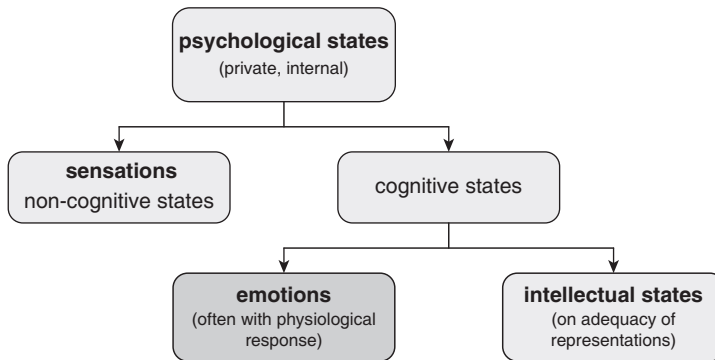 psychological states
(private, internal)
sensations
non-cognitive states
cognitive states
emotions
(often with physiological
response)
intellectual states
(on adequacy of
representations)